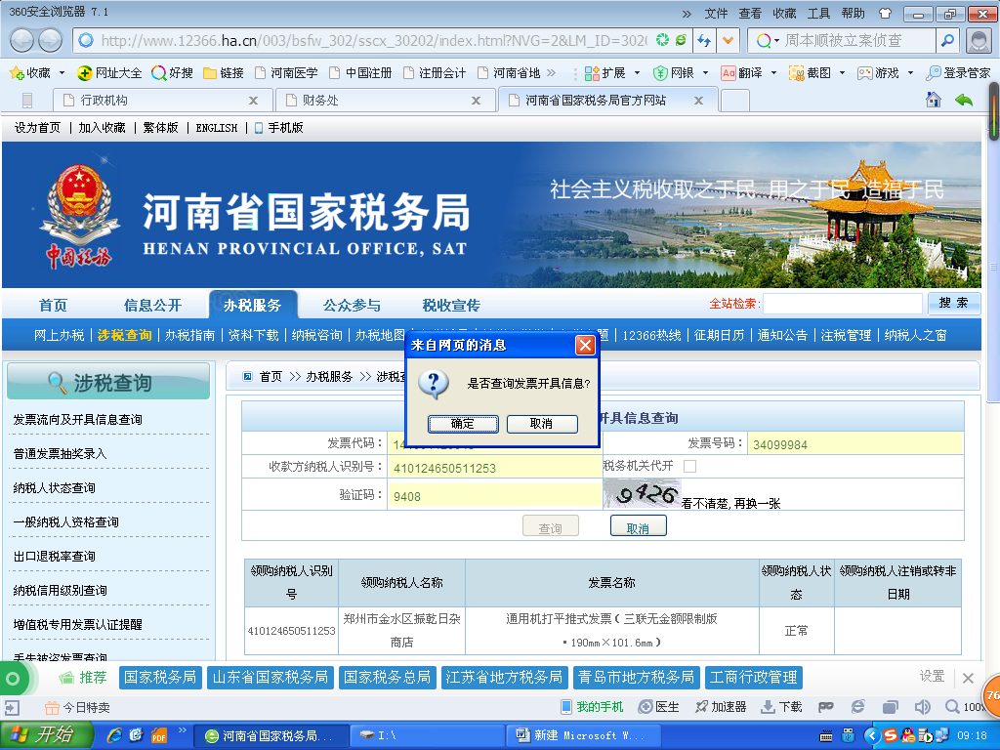 360安全浏览器 7.1
» 文件 查看 收藏 工具 帮助
http://www.12366.ha.cn/003/bsfw_302/sscx_30202/index.html?NVG=2&LM_ID=3020
周本顺被立案侦查
收藏 网址大全 好搜 链接 河南医学 中国注册 注册会计 河南省地 » 扩展 网银 Aa 翻译 截图 游戏 登录管家
行政机构 财务处 河南省国家税务局官方网站
设为首页 | 加入收藏 | 繁体版 | ENGLISH | 手机版
河南省国家税务局
HENAN PROVINCIAL OFFICE, SAT
中国税务
社会主义税收取之于民 用之于民 造福于民
首页 信息公开 办税服务 公众参与 税收宣传 全站检索: 搜 索
网上办税 | 涉税查询 | 办税指南 | 资料下载 | 纳税咨询 | 办税地图 题 | 12366热线 | 征期日历 | 通知公告 | 注税管理 | 纳税人之窗
来自网页的消息
是否查询发票开具信息?
确定 取消
涉税查询
发票流向及开具信息查询
普通发票抽奖录入
纳税人状态查询
一般纳税人资格查询
出口退税率查询
纳税信用级别查询
增值税专用发票认证提醒
丢失被盗发票查询
首页 >> 办税服务 >> 涉税查
开具信息查询
发票代码: 发票号码: 34099984
收款方纳税人识别号: 410124650511253 税务机关代开
验证码: 9408 9426 看不清楚,再换一张
查询 取消
领购纳税人识别号 领购纳税人名称 发票名称 领购纳税人状态 领购纳税人注销或转非日期
410124650511253 郑州市金水区振乾日杂商店 通用机打平推式发票(三联无金额限制版·190mm×101.6mm) 正常
推荐 国家税务局 山东省国家税务局 国家税务总局 江苏省地方税务局 青岛市地方税务局 工商行政管理 设置
今日特卖 我的手机 医生 加速器 下载 100
76
开始 PDF » 河南省国家税务局... I:\ 新建 Microsoft W... 09:18